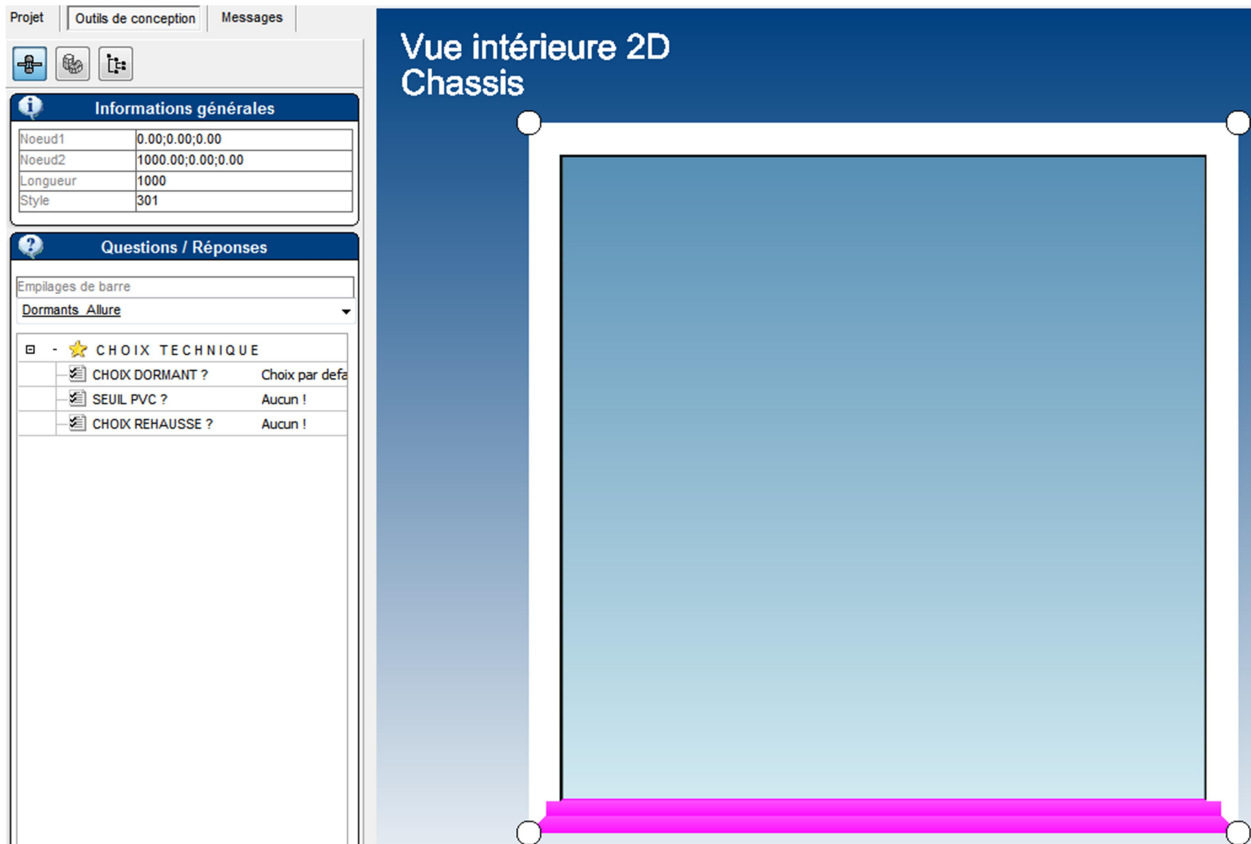 Projet Outils de conception Messages
Informations générales
Noeud1 0.00;0.00;0.00
Noeud2 1000.00;0.00;0.00
Longueur 1000
Style 301
Questions / Réponses
Empilages de barre
Dormants Allure
CHOIX TECHNIQUE
CHOIX DORMANT ? Choix par defa
SEUIL PVC ? Aucun !
CHOIX REHAUSSE ? Aucun !
Vue intérieure 2D
Chassis